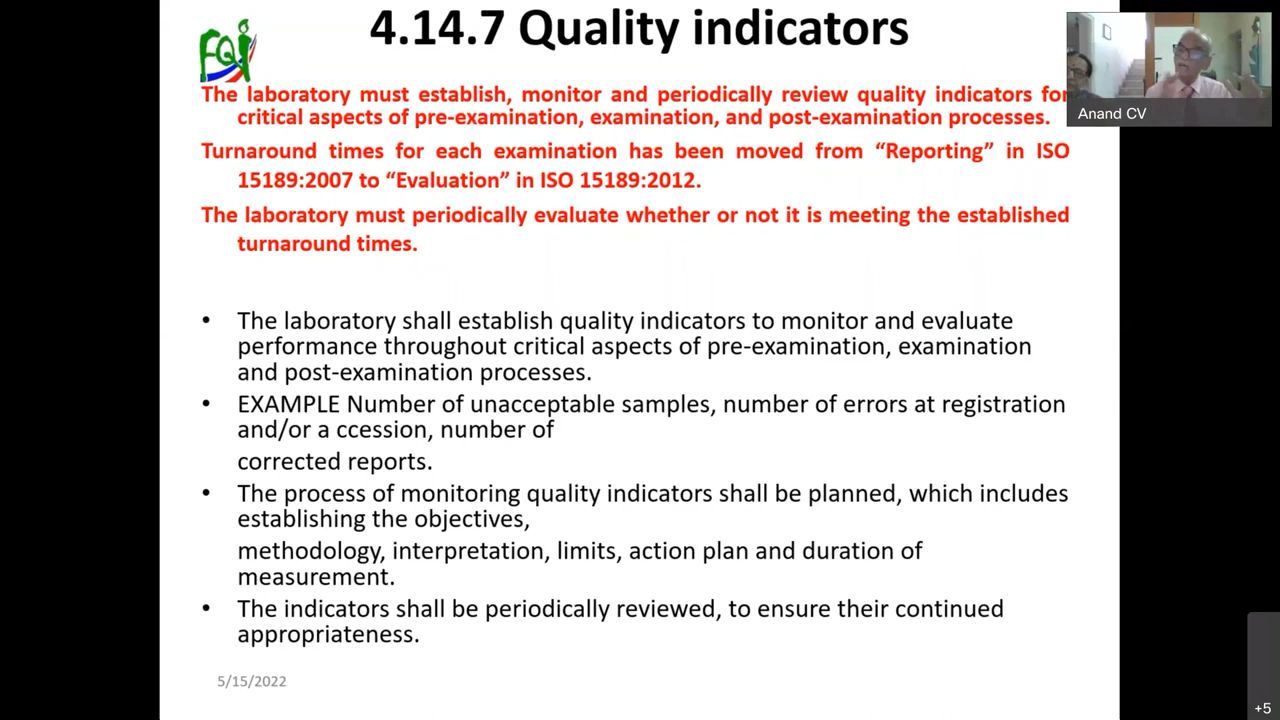 4.14.7 Quality indicators
FQI
The laboratory must establish, monitor and periodically review quality indicators for
critical aspects of pre-examination, examination, and post-examination processes.
Turnaround times for each examination has been moved from “Reporting” in ISO
15189:2007 to “Evaluation” in ISO 15189:2012.
The laboratory must periodically evaluate whether or not it is meeting the established
turnaround times.
• The laboratory shall establish quality indicators to monitor and evaluate
performance throughout critical aspects of pre-examination, examination
and post-examination processes.
• EXAMPLE Number of unacceptable samples, number of errors at registration
and/or a ccession, number of
corrected reports.
• The process of monitoring quality indicators shall be planned, which includes
establishing the objectives,
methodology, interpretation, limits, action plan and duration of
measurement.
• The indicators shall be periodically reviewed, to ensure their continued
appropriateness.
5/15/2022
Anand CV
+5